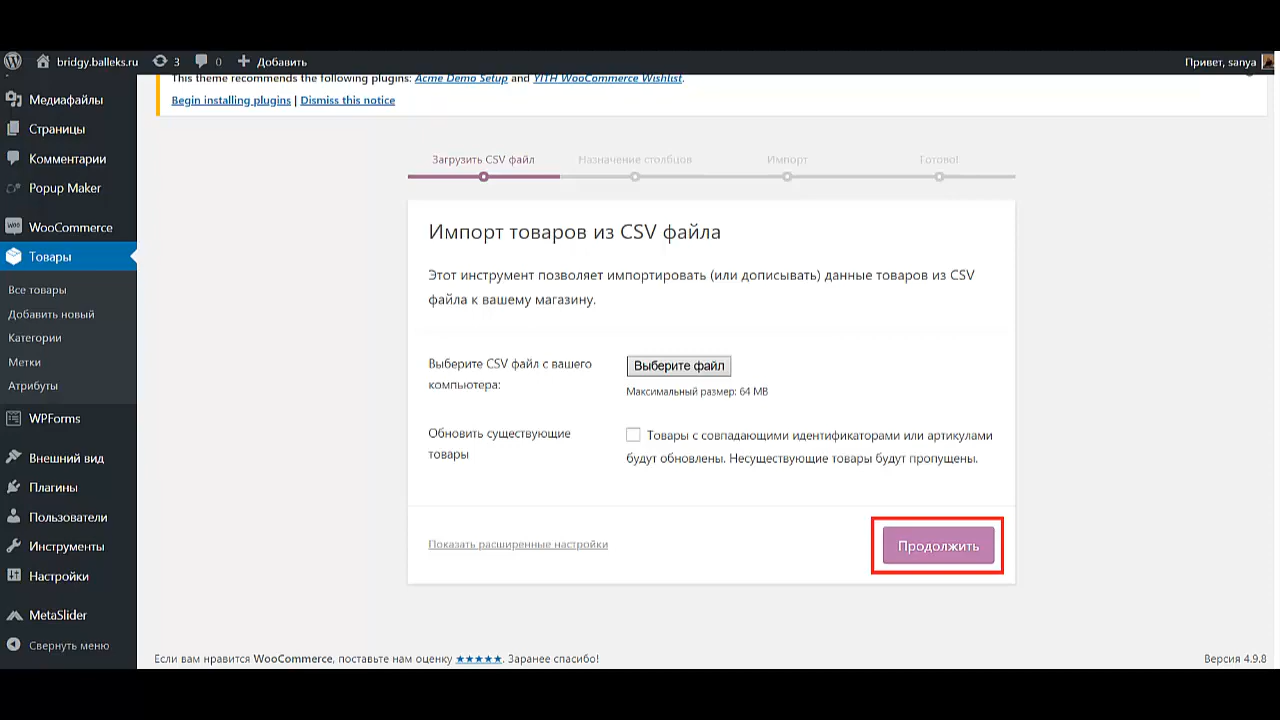 bridgy.balleks.ru 3 0 Добавить Привет, sanya
This theme recommends the following plugins: Acme Demo Setup and YITH WooCommerce Wishlist.
Begin installing plugins | Dismiss this notice
Медиафайлы
Страницы
Комментарии
Popup Maker
WooCommerce
Товары
Все товары
Добавить новый
Категории
Метки
Атрибуты
WPForms
Внешний вид
Плагины
Пользователи
Инструменты
Настройки
MetaSlider
Свернуть меню
Загрузить CSV файл Назначение столбцов Импорт Готово!
Импорт товаров из CSV файла
Этот инструмент позволяет импортировать (или дописывать) данные товаров из CSV
файла к вашему магазину.
Выберите CSV файл с вашего
компьютера:
Выберите файл
Максимальный размер: 64 MB
Обновить существующие
товары
Товары с совпадающими идентификаторами или артикулами
будут обновлены. Несуществующие товары будут пропущены.
Показать расширенные настройки
Продолжить
Если вам нравится WooCommerce, поставьте нам оценку ★★★★★. Заранее спасибо!
Версия 4.9.8